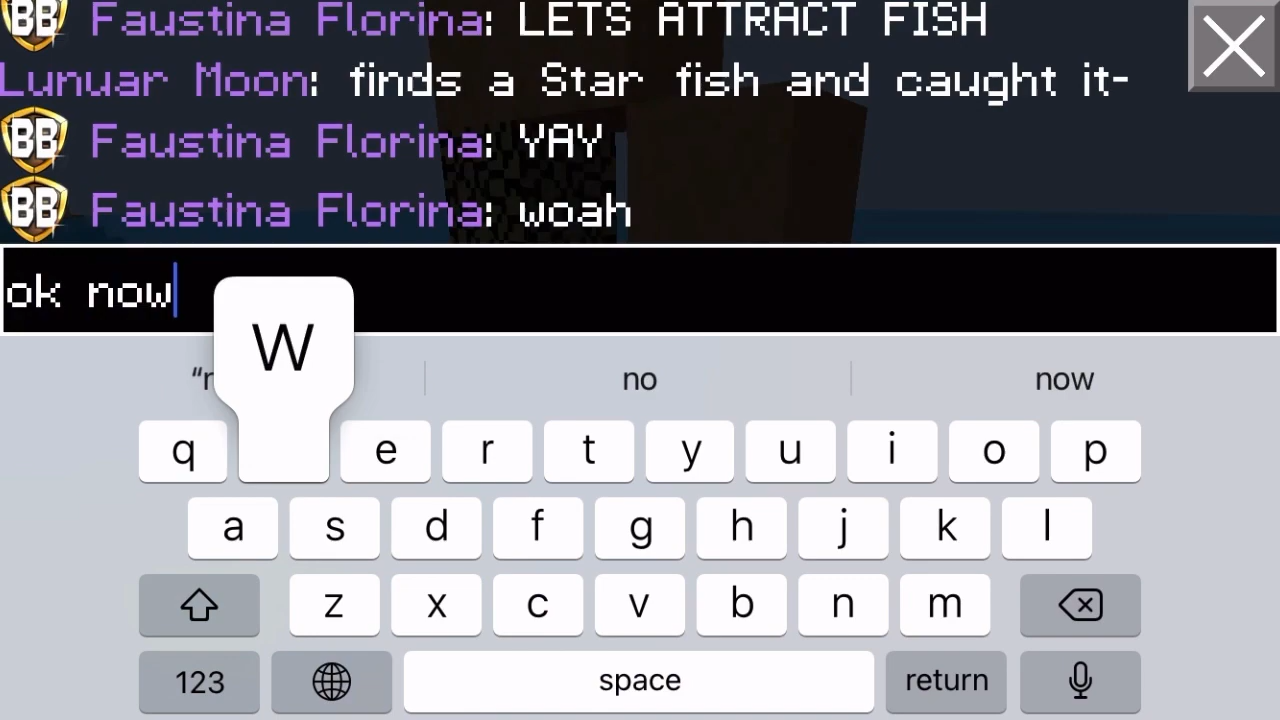 BB Faustina Florina: LETS ATTRACT FISH
Lunuar Moon: finds a Star fish and caught it-
BB Faustina Florina: YAY
BB Faustina Florina: woah
ok now
W
no now
q e r t y u i o p
a s d f g h j k l
z x c v b n m
123 space return